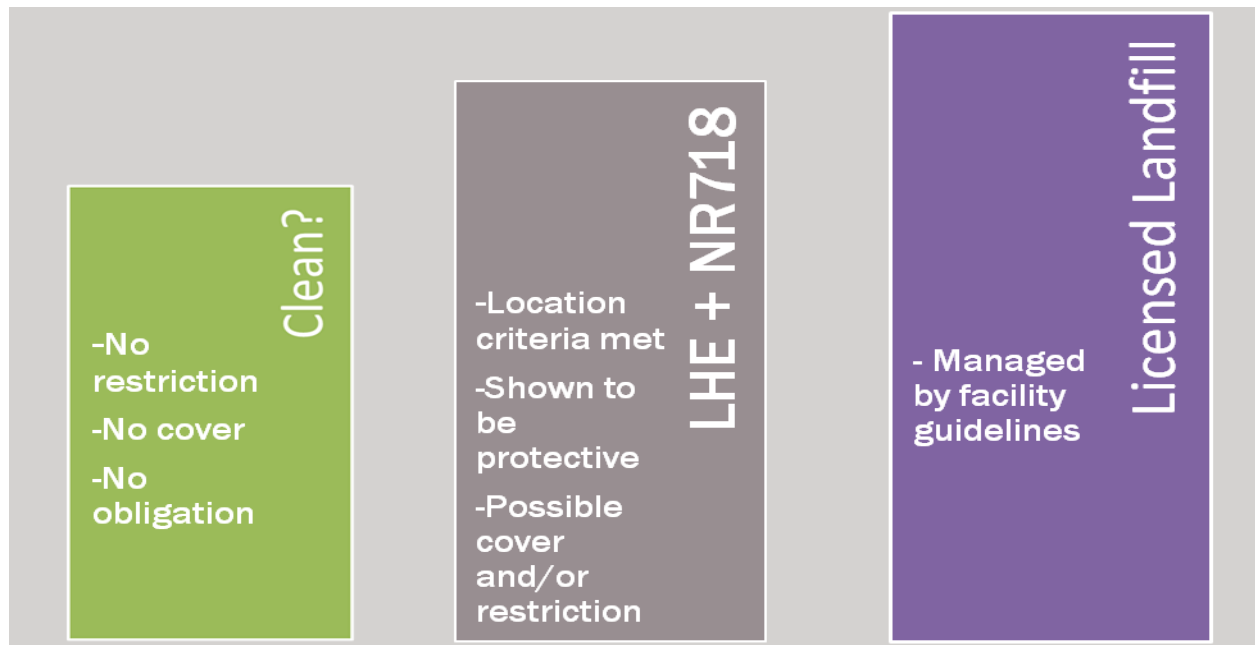 Clean?
-No
restriction
-No cover
-No
obligation
LHE + NR718
-Location
criteria met
-Shown to
be
protective
-Possible
cover
and/or
restriction
Licensed Landfill
- Managed
by facility
guidelines